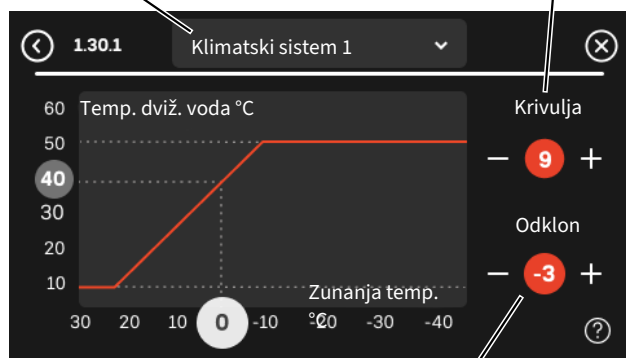 1.30.1
Klimatski sistem 1
Temp. dviž. voda °C
60
50
40
30
20
10
Krivulja
− 9 +
Odklon
− -3 +
Zunanja temp.
°C
30 20 10 0 -10 -20 -30 -40
?